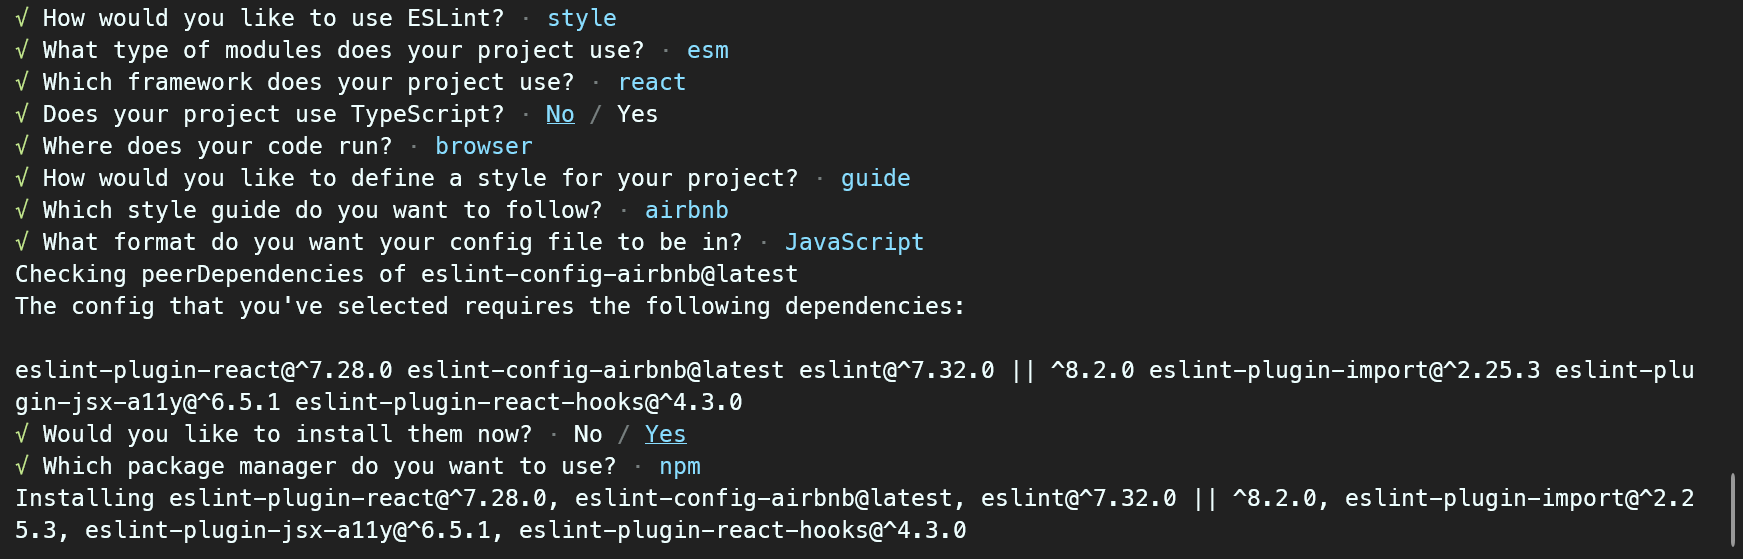 √ How would you like to use ESLint? · style
√ What type of modules does your project use? · esm
√ Which framework does your project use? · react
√ Does your project use TypeScript? · No / Yes
√ Where does your code run? · browser
√ How would you like to define a style for your project? · guide
√ Which style guide do you want to follow? · airbnb
√ What format do you want your config file to be in? · JavaScript
Checking peerDependencies of eslint-config-airbnb@latest
The config that you've selected requires the following dependencies:
eslint-plugin-react@^7.28.0 eslint-config-airbnb@latest eslint@^7.32.0 || ^8.2.0 eslint-plugin-import@^2.25.3 eslint-plu
gin-jsx-a11y@^6.5.1 eslint-plugin-react-hooks@^4.3.0
√ Would you like to install them now? · No / Yes
√ Which package manager do you want to use? · npm
Installing eslint-plugin-react@^7.28.0, eslint-config-airbnb@latest, eslint@^7.32.0 || ^8.2.0, eslint-plugin-import@^2.2
5.3, eslint-plugin-jsx-a11y@^6.5.1, eslint-plugin-react-hooks@^4.3.0